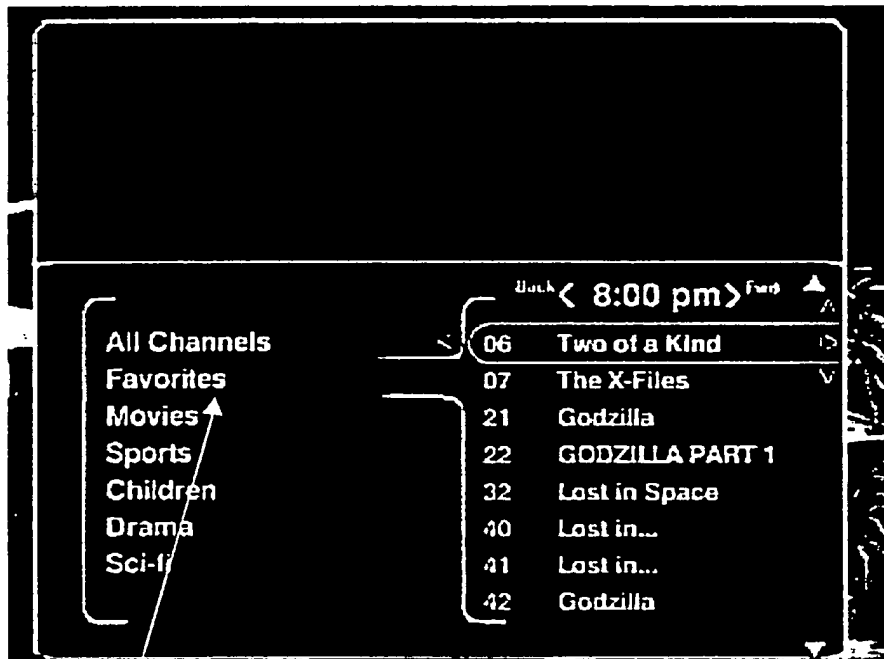 Back < 8:00 pm > Fwd
All Channels
Favorites
Movies
Sports
Children
Drama
Sci-fi
06 Two of a Kind
07 The X-Files
21 Godzilla
22 GODZILLA PART 1
32 Lost in Space
40 Lost in...
41 Lost in...
42 Godzilla